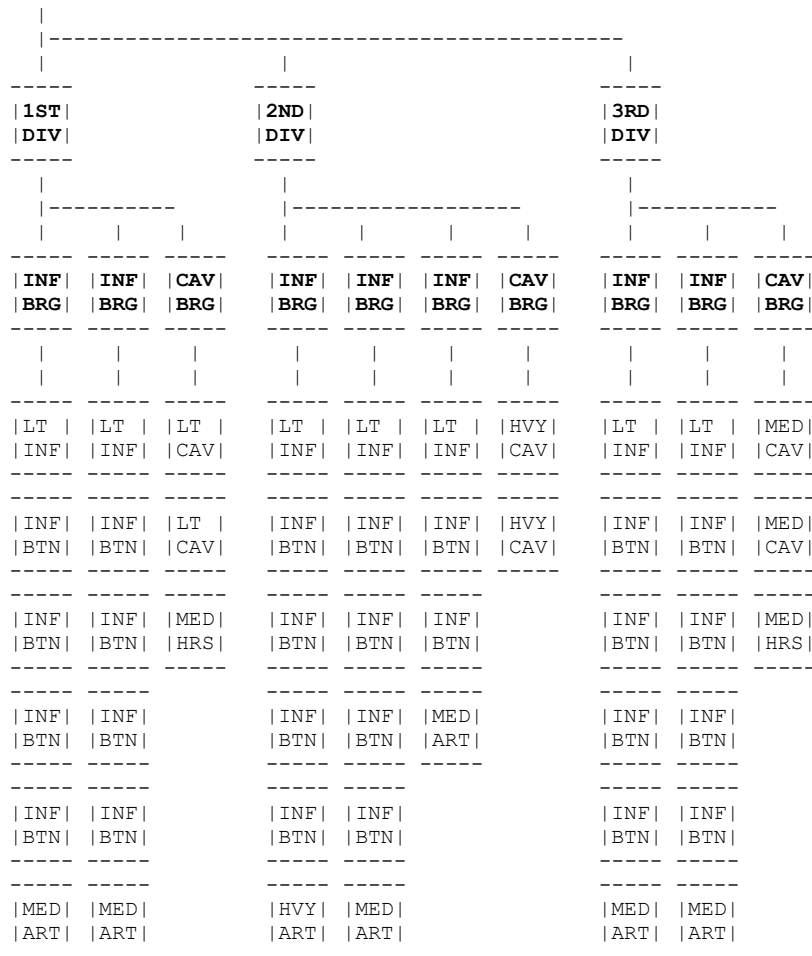 |1ST| |2ND| |3RD|
|DIV| |DIV| |DIV|
|INF| |INF| |CAV| |INF| |INF| |INF| |CAV| |INF| |INF| |CAV|
|BRG| |BRG| |BRG| |BRG| |BRG| |BRG| |BRG| |BRG| |BRG| |BRG|
|LT | |LT | |LT | |LT | |LT | |LT | |HVY| |LT | |LT | |MED|
|INF| |INF| |CAV| |INF| |INF| |INF| |CAV| |INF| |INF| |CAV|
|INF| |INF| |LT | |INF| |INF| |INF| |HVY| |INF| |INF| |MED|
|BTN| |BTN| |CAV| |BTN| |BTN| |BTN| |CAV| |BTN| |BTN| |CAV|
|INF| |INF| |MED| |INF| |INF| |INF| |INF| |INF| |MED|
|BTN| |BTN| |HRS| |BTN| |BTN| |BTN| |BTN| |BTN| |HRS|
|INF| |INF| |INF| |INF| |MED| |INF| |INF|
|BTN| |BTN| |BTN| |BTN| |ART| |BTN| |BTN|
|INF| |INF| |INF| |INF| |INF| |INF|
|BTN| |BTN| |BTN| |BTN| |BTN| |BTN|
|MED| |MED| |HVY| |MED| |MED| |MED|
|ART| |ART| |ART| |ART| |ART| |ART|